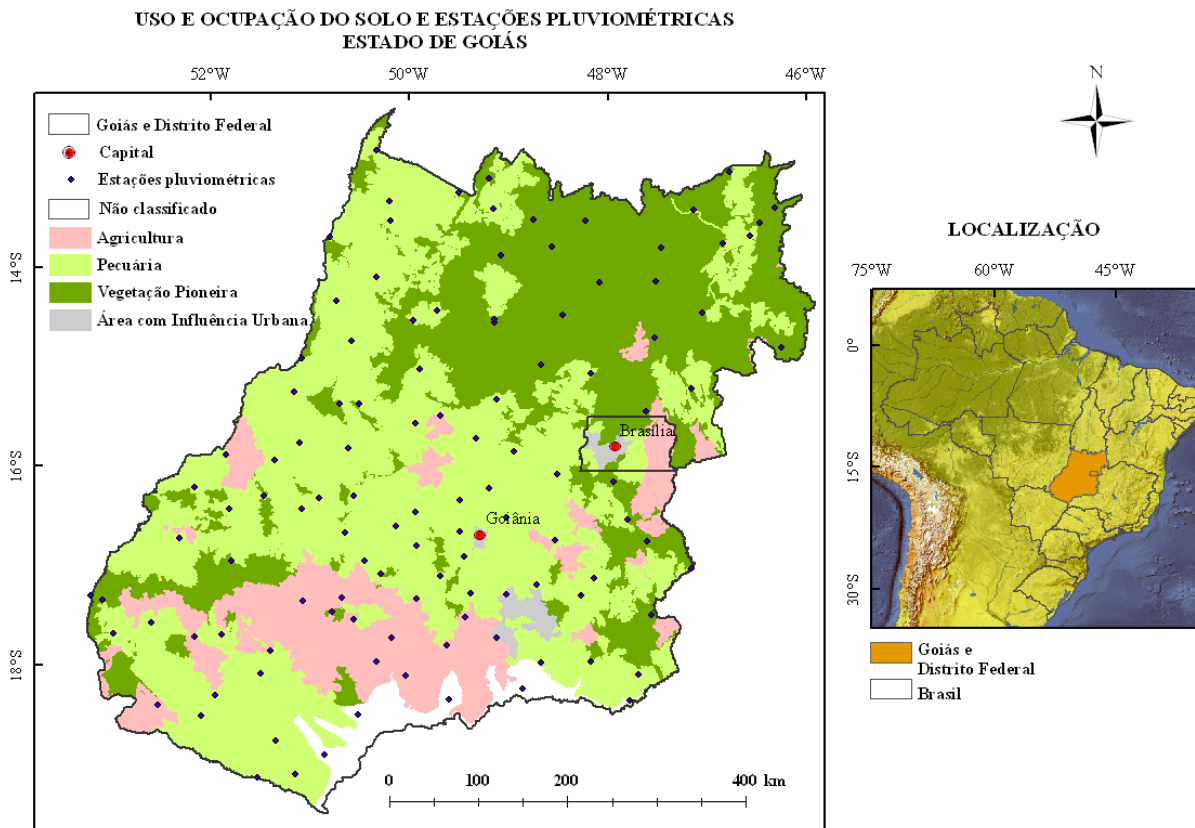 USO E OCUPAÇÃO DO SOLO E ESTAÇÕES PLUVIOMÉTRICAS
ESTADO DE GOIÁS
52°W 50°W 48°W 46°W
14°S
16°S
18°S
Goiás e Distrito Federal
Capital
Estações pluviométricas
Não classificado
Agricultura
Pecuária
Vegetação Pioneira
Área com Influência Urbana
Brasília
Goiânia
0 100 200 400 km
N
LOCALIZAÇÃO
75°W 60°W 45°W
0°
15°S
30°S
Goiás e
Distrito Federal
Brasil